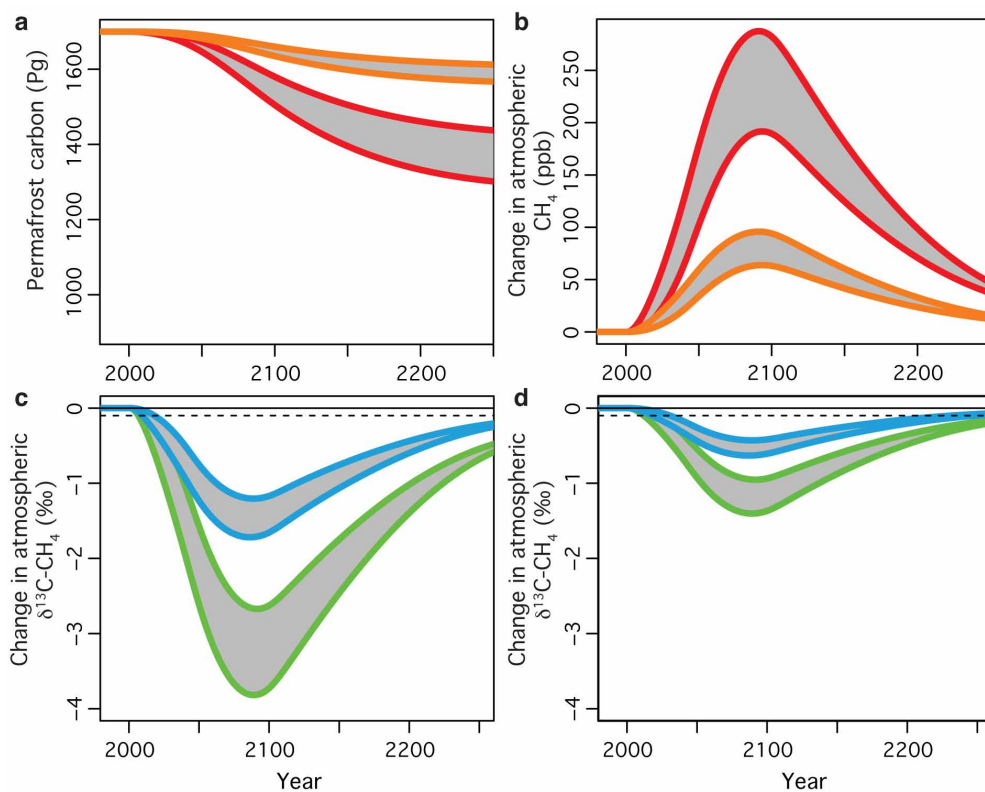 a
Permafrost carbon (Pg)
1600
1400
1200
1000
2000
2100
2200
b
Change in atmospheric
CH₄ (ppb)
250
200
150
100
50
0
2000
2100
2200
c
Change in atmospheric
δ¹³C-CH₄ (‰)
0
−1
−2
−3
−4
2000
2100
2200
Year
d
Change in atmospheric
δ¹³C-CH₄ (‰)
0
−1
−2
−3
−4
2000
2100
2200
Year